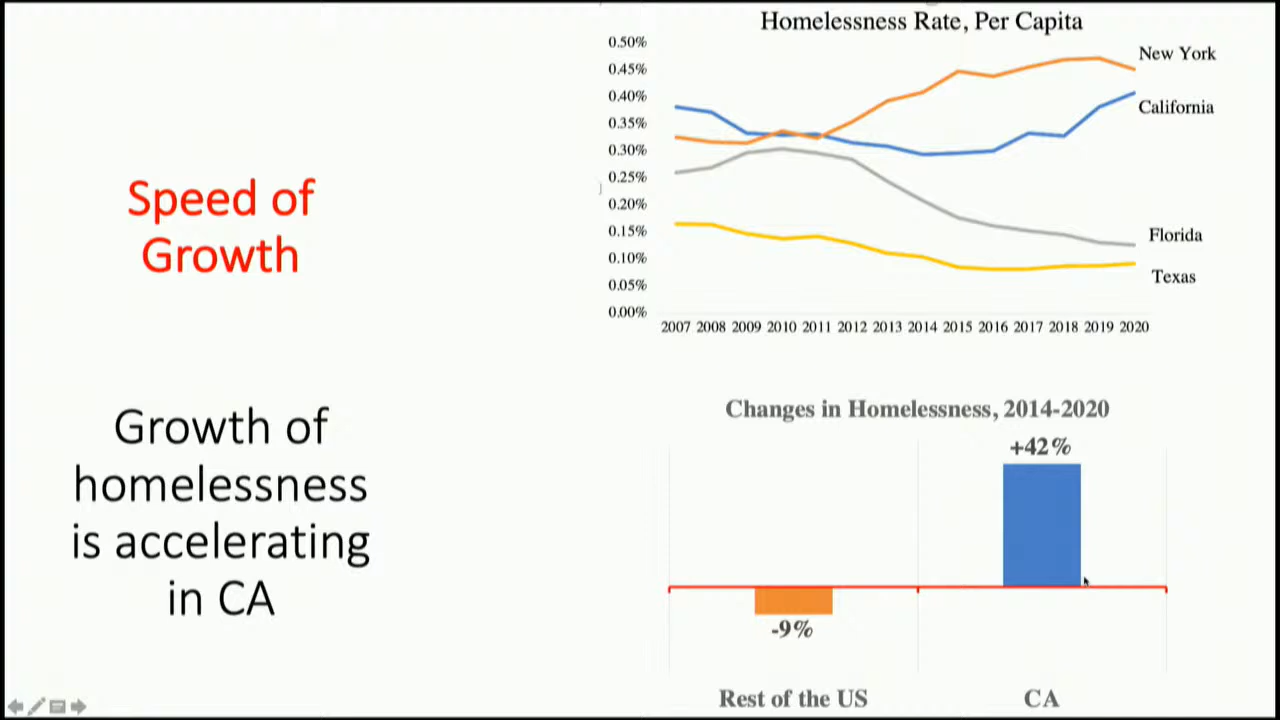 Speed of
Growth
Growth of
homelessness
is accelerating
in CA
Homelessness Rate, Per Capita
0.50%
0.45%
0.40%
0.35%
0.30%
0.25%
0.20%
0.15%
0.10%
0.05%
0.00%
New York
California
Florida
Texas
2007 2008 2009 2010 2011 2012 2013 2014 2015 2016 2017 2018 2019 2020
Changes in Homelessness, 2014-2020
+42%
-9%
Rest of the US CA